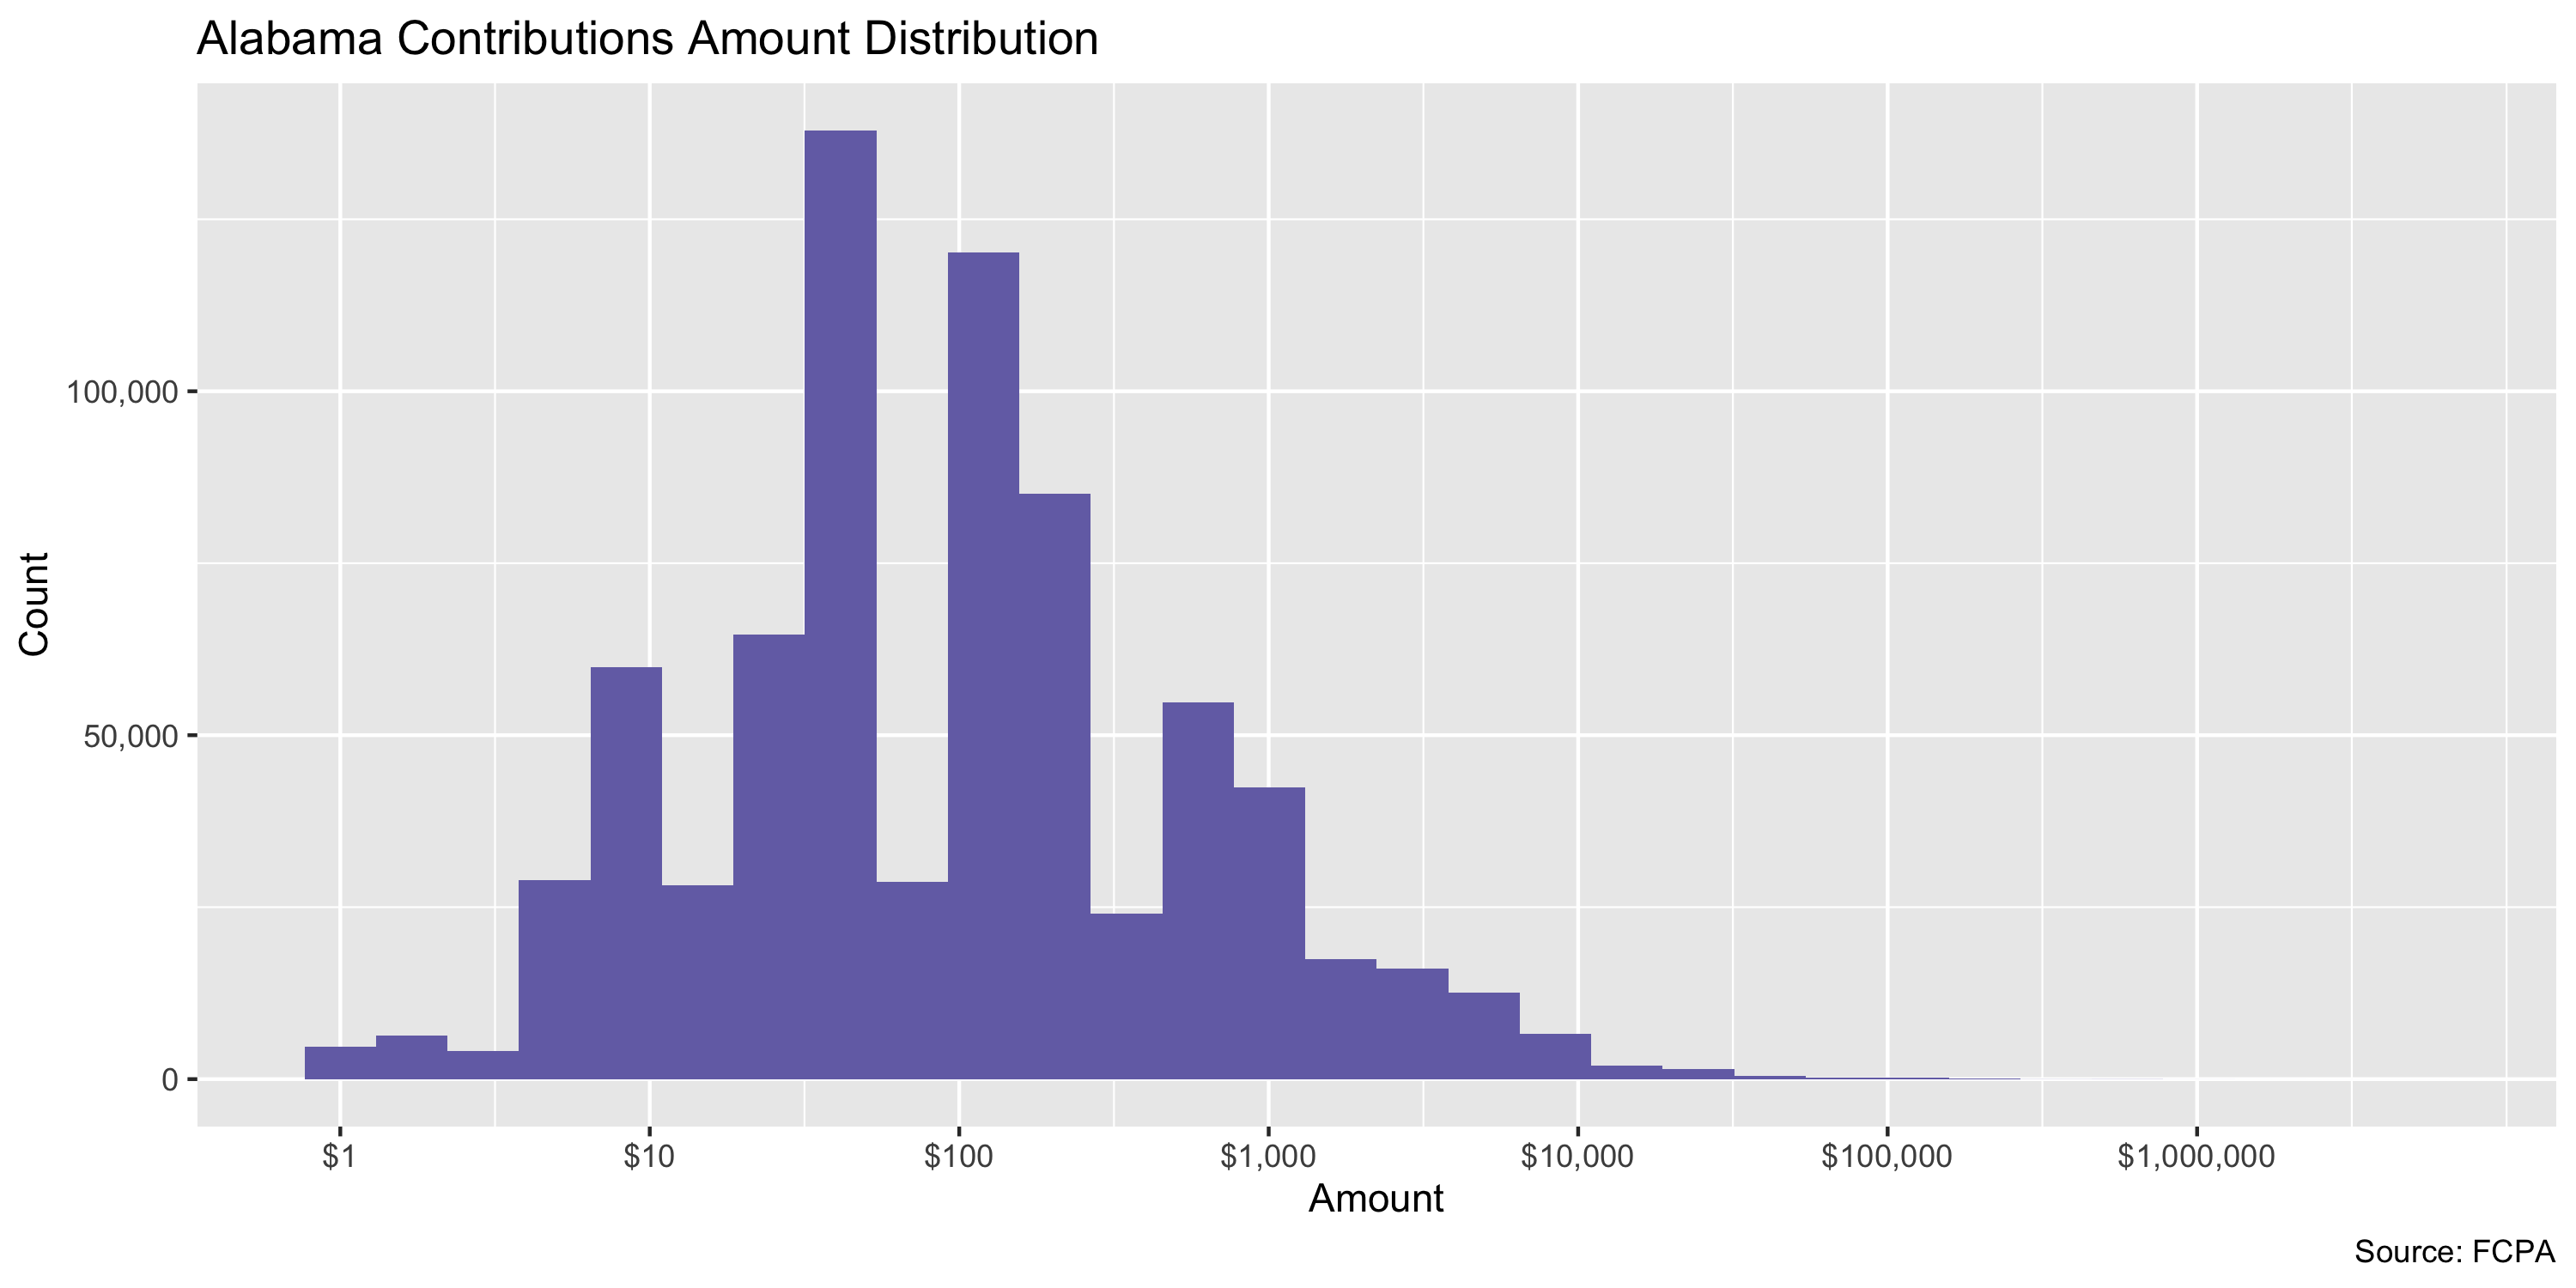 Alabama Contributions Amount Distribution
Count
100,000
50,000
0
$1 $10 $100 $1,000 $10,000 $100,000 $1,000,000
Amount
Source: FCPA